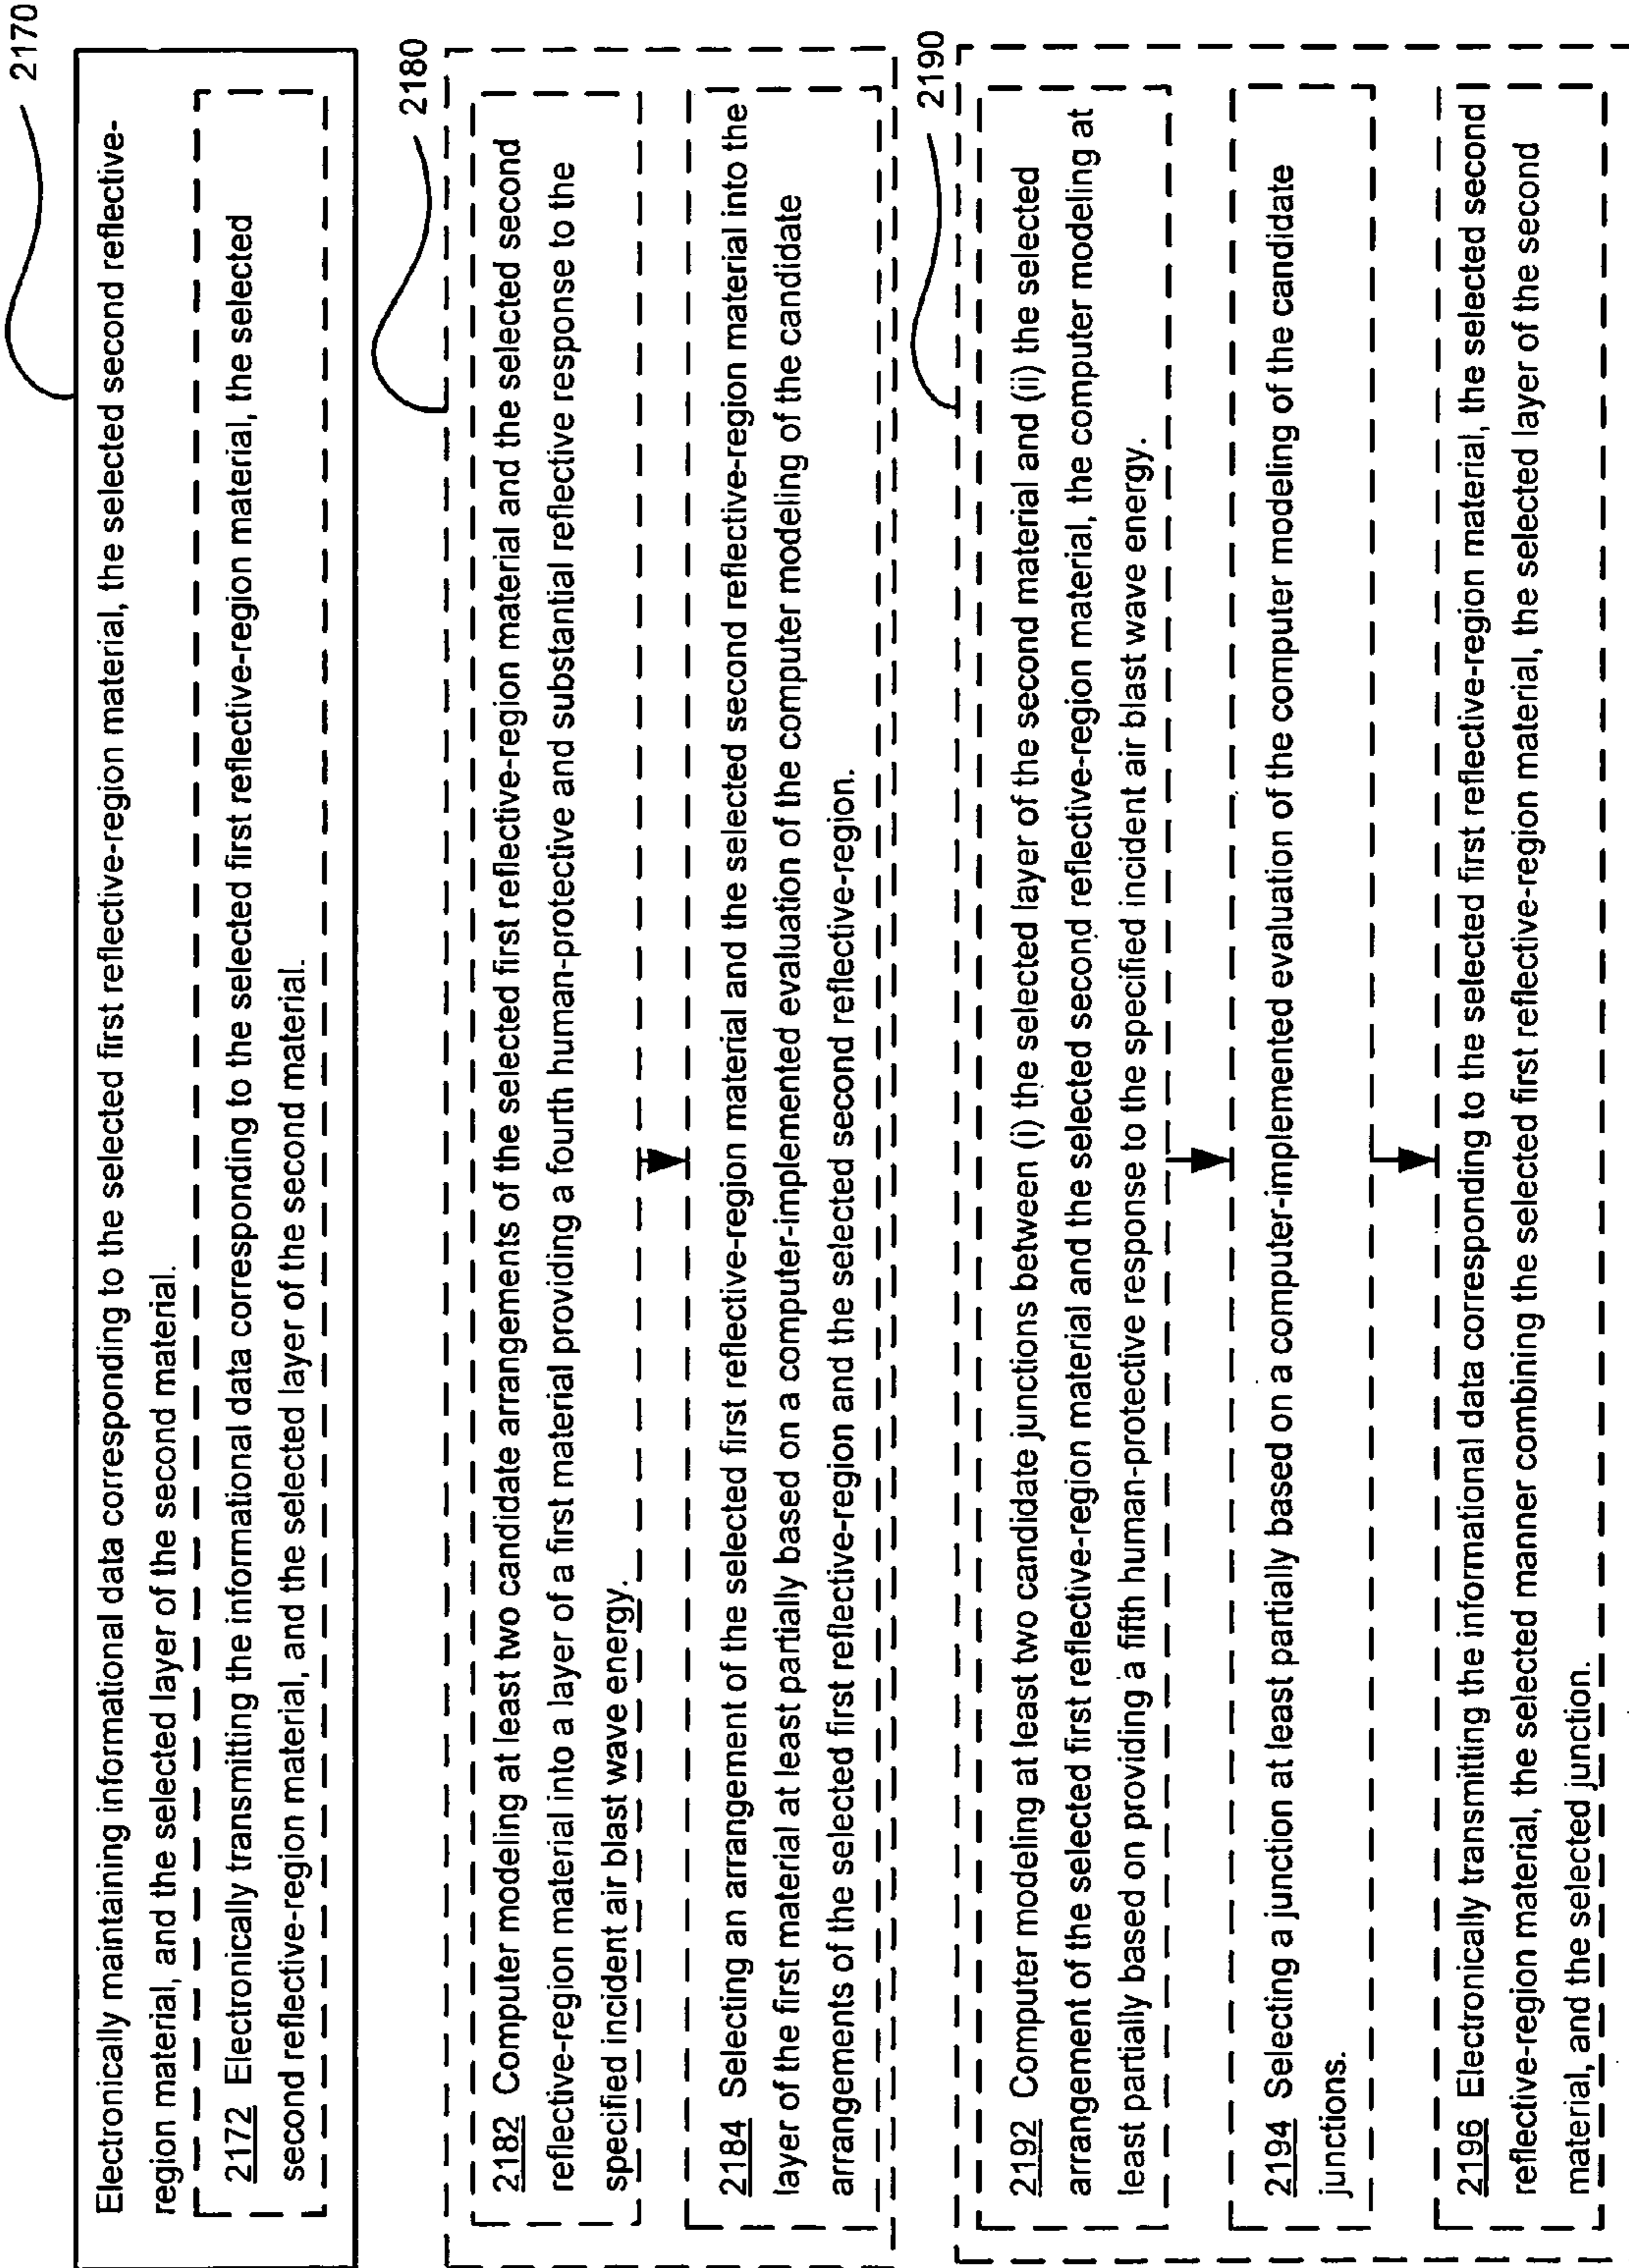 2170
Electronically maintaining informational data corresponding to the selected first reflective-region material, the selected second reflective-
region material, and the selected layer of the second material.
2172 Electronically transmitting the informational data corresponding to the selected first reflective-region material, the selected
second reflective-region material, and the selected layer of the second material.
2180
2182 Computer modeling at least two candidate arrangements of the selected first reflective-region material and the selected second
reflective-region material into a layer of a first material providing a fourth human-protective and substantial reflective response to the
specified incident air blast wave energy.
2184 Selecting an arrangement of the selected first reflective-region material and the selected second reflective-region material into the
layer of the first material at least partially based on a computer-implemented evaluation of the computer modeling of the candidate
arrangements of the selected first reflective-region and the selected second reflective-region.
2190
2192 Computer modeling at least two candidate junctions between (i) the selected layer of the second material and (ii) the selected
arrangement of the selected first reflective-region material and the selected second reflective-region material, the computer modeling at
least partially based on providing a fifth human-protective response to the specified incident air blast wave energy.
2194 Selecting a junction at least partially based on a computer-implemented evaluation of the computer modeling of the candidate
junctions.
2196 Electronically transmitting the informational data corresponding to the selected first reflective-region material, the selected second
reflective-region material, the selected manner combining the selected first reflective-region material, the selected layer of the second
material, and the selected junction.